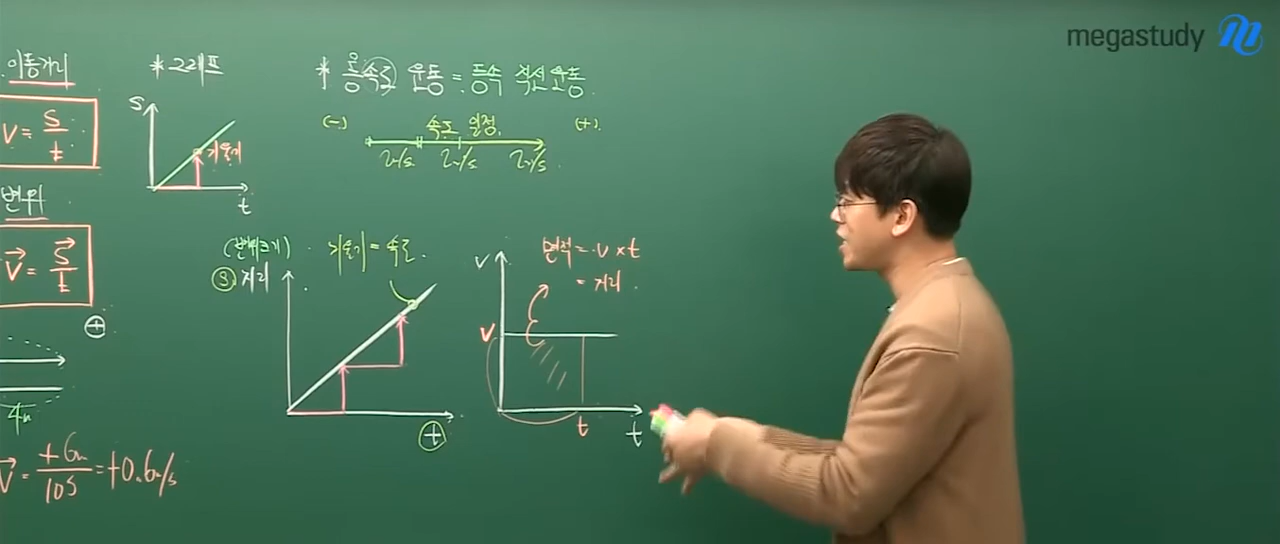 megastudy
이동거리
V = S/t
변위
V⃗ = S⃗/t
+
4m
V⃗ = +6m/10s = +0.6m/s
* 그래프
S
기울기
t
* 등속도 운동 = 등속 직선 운동.
(-) 속도 일정. (+).
2m/s 2m/s 2m/s.
(변위크기)
기울기 = 속도.
S. 거리
t
V
면적 = V × t
= 거리.
V
t
t